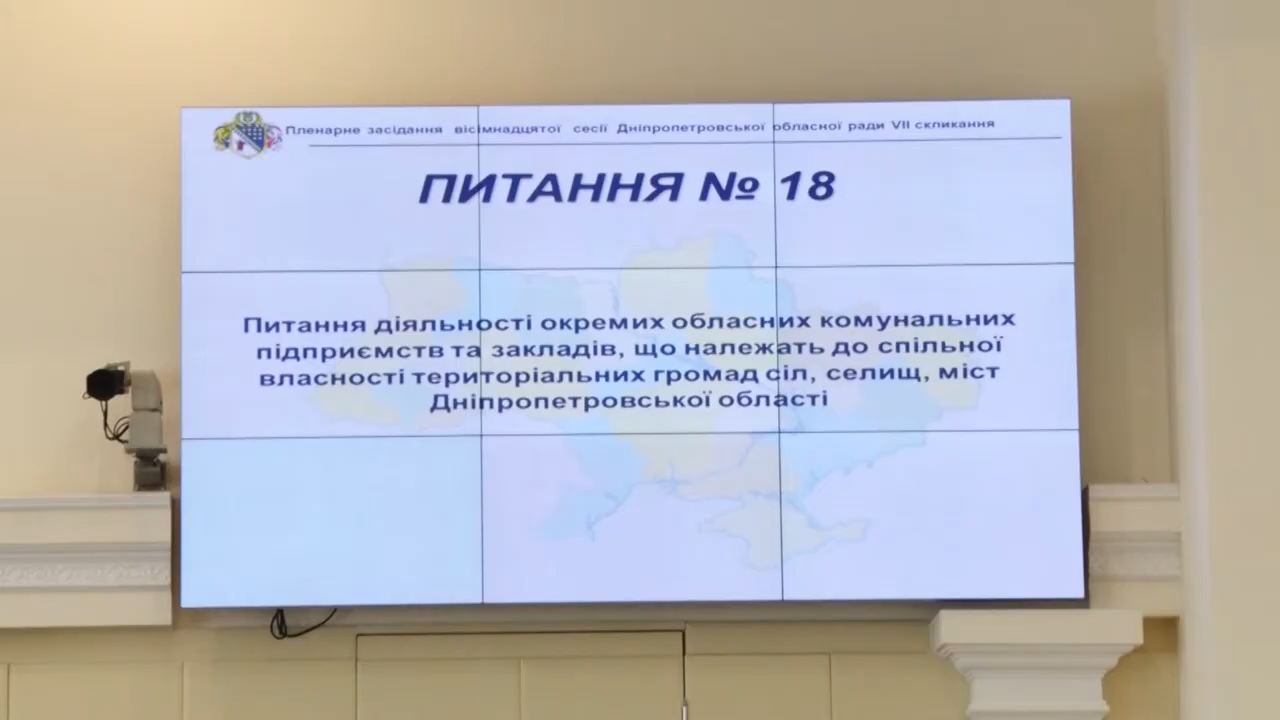 Пленарне засідання вісімнадцятої сесії Дніпропетровської обласної ради VII скликання
ПИТАННЯ № 18
Питання діяльності окремих обласних комунальних
підприємств та закладів, що належать до спільної
власності територіальних громад сіл, селищ, міст
Дніпропетровської області